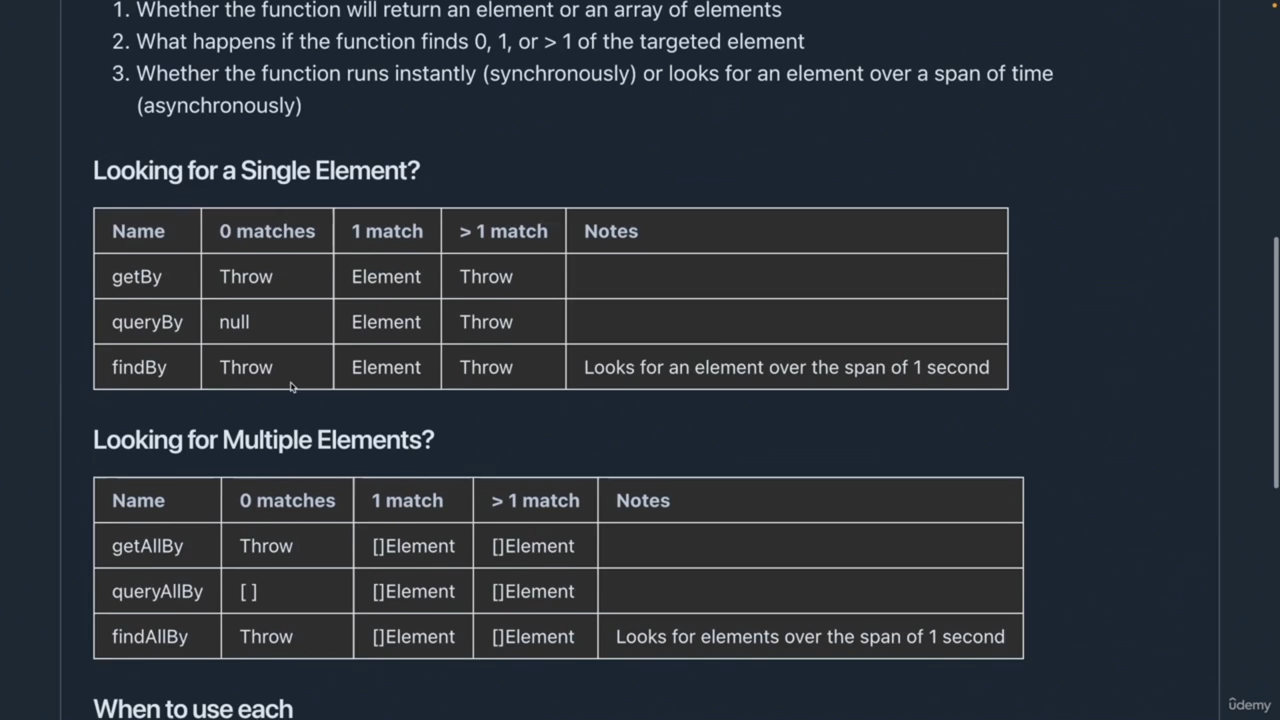 1. Whether the function will return an element or an array of elements
2. What happens if the function finds 0, 1, or > 1 of the targeted element
3. Whether the function runs instantly (synchronously) or looks for an element over a span of time
(asynchronously)
Looking for a Single Element?
Name 0 matches 1 match > 1 match Notes
getBy Throw Element Throw
queryBy null Element Throw
findBy Throw Element Throw Looks for an element over the span of 1 second
Looking for Multiple Elements?
Name 0 matches 1 match > 1 match Notes
getAllBy Throw []Element []Element
queryAllBy [ ] []Element []Element
findAllBy Throw []Element []Element Looks for elements over the span of 1 second
When to use each
ûdemy